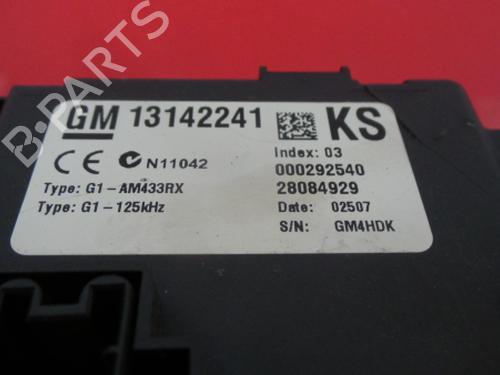 GM 13142241 KS
Index: 03
CE N11042 000292540
Type: G1-AM433RX 28084929
Type: G1-125kHz Date: 02507
S/N: GM4HDK
B-PARTS